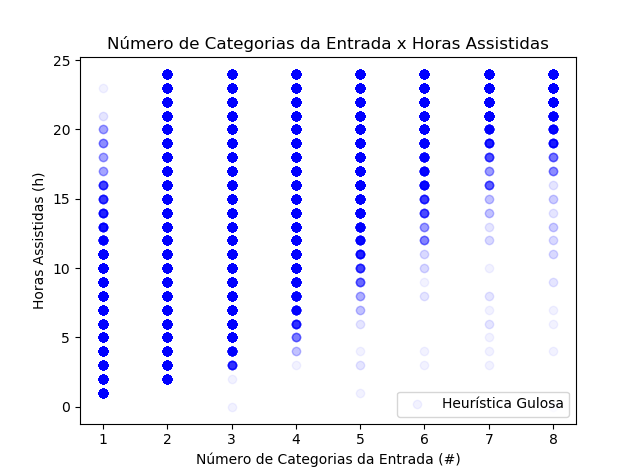 Número de Categorias da Entrada x Horas Assistidas
Horas Assistidas (h)
25
20
15
10
5
0
Heurística Gulosa
1 2 3 4 5 6 7 8
Número de Categorias da Entrada (#)